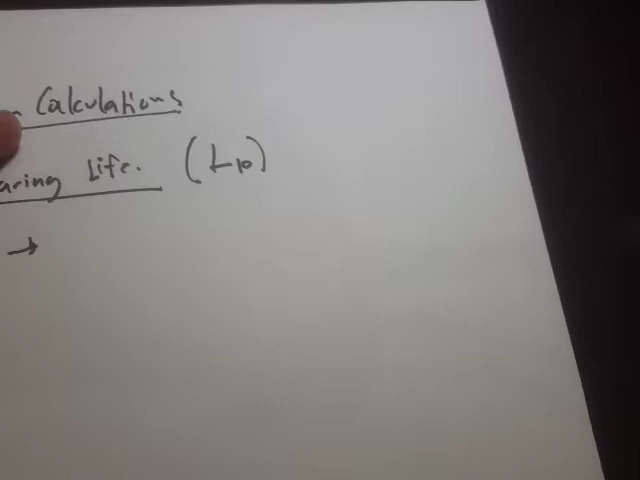 Calculations
aring Life. (L10)
→